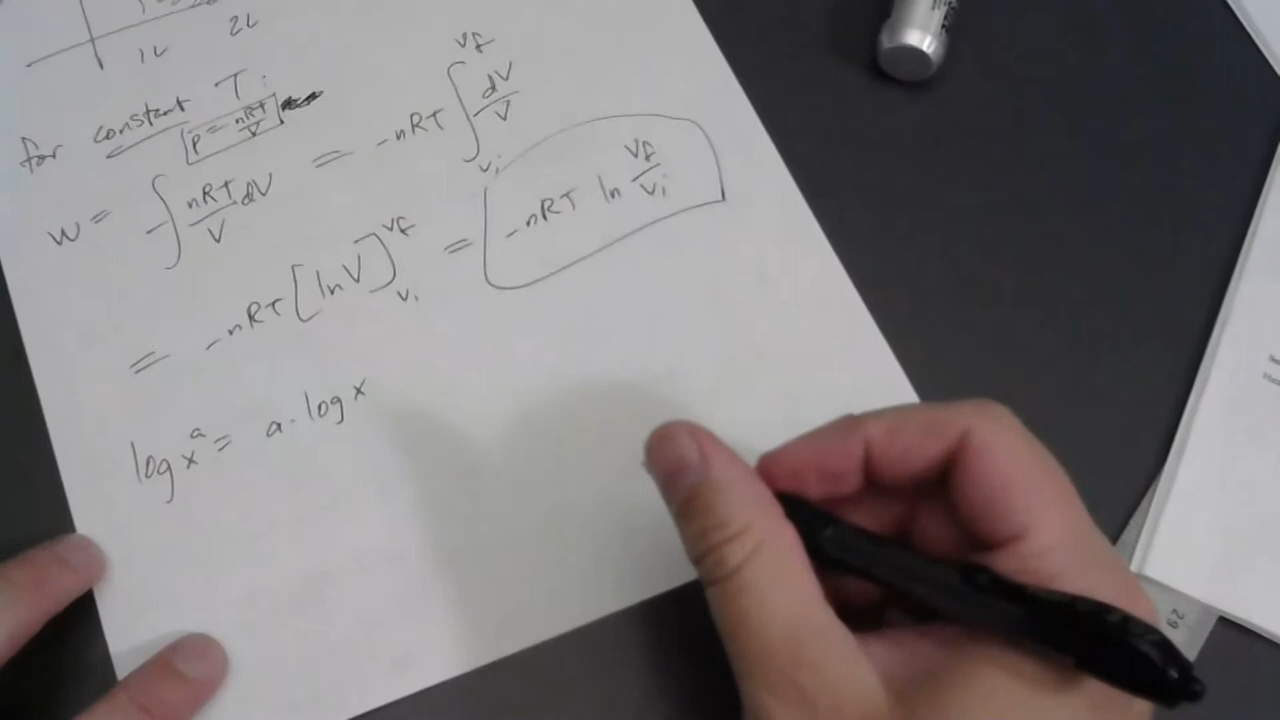 1L 2L
for constant T:
P = nRT/V
W = -∫ nRT/V dV = -nRT ∫_{Vi}^{Vf} dV/V
= -nRT [ln V]_{Vi}^{Vf} = -nRT ln Vf/Vi
log x^a = a · log x
29